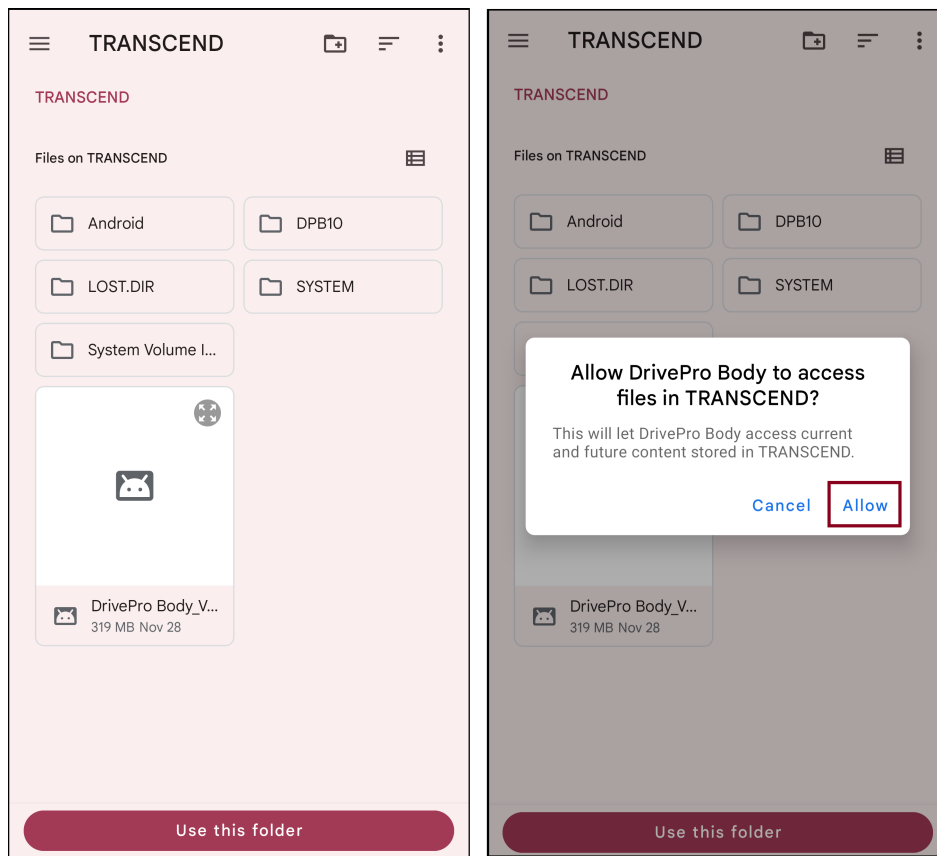 TRANSCEND
TRANSCEND
Files on TRANSCEND
Android
DPB10
LOST.DIR
SYSTEM
System Volume I...
DrivePro Body_V...
319 MB Nov 28
Use this folder
TRANSCEND
TRANSCEND
Files on TRANSCEND
Android
DPB10
LOST.DIR
SYSTEM
Allow DrivePro Body to access
files in TRANSCEND?
This will let DrivePro Body access current
and future content stored in TRANSCEND.
Cancel
Allow
DrivePro Body_V...
319 MB Nov 28
Use this folder